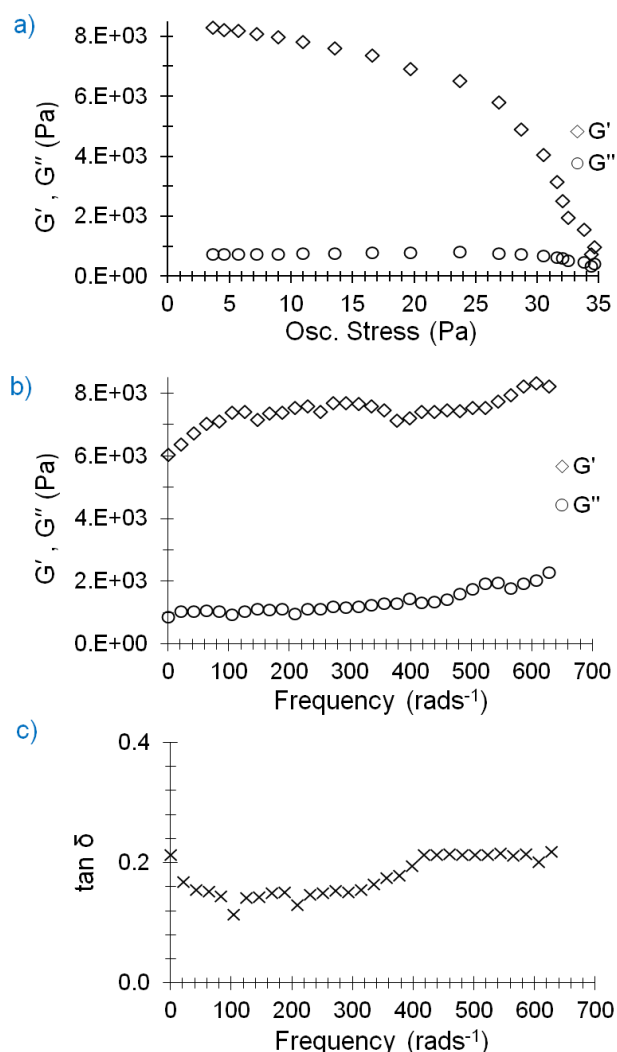 a)
8.E+03
6.E+03
4.E+03
2.E+03
0.E+00
G′ , G″ (Pa)
G'
G"
0 5 10 15 20 25 30 35
Osc. Stress (Pa)
b)
8.E+03
6.E+03
4.E+03
2.E+03
0.E+00
G′ , G″ (Pa)
G'
G"
0 100 200 300 400 500 600 700
Frequency (rads⁻¹)
c)
0.4
0.2
0.0
tan δ
0 100 200 300 400 500 600 700
Frequency (rads⁻¹)